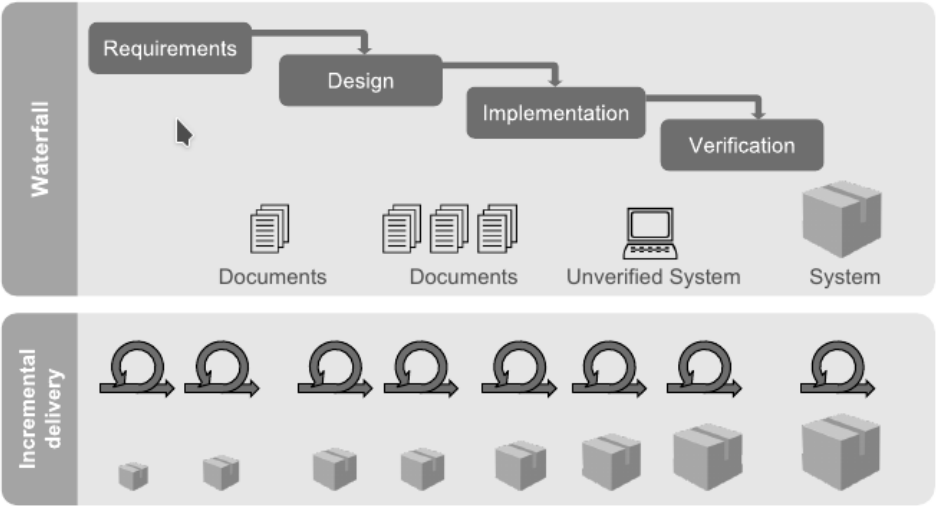 Waterfall
Requirements
Design
Implementation
Verification
Documents
Documents
Unverified System
System
Incremental
delivery